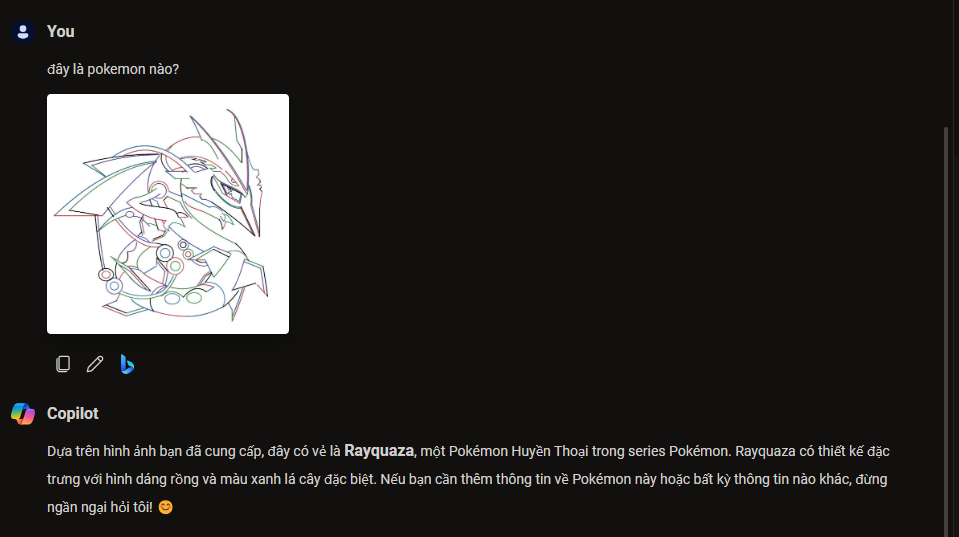 You
đây là pokemon nào?
Copilot
Dựa trên hình ảnh bạn đã cung cấp, đây có vẻ là Rayquaza, một Pokémon Huyền Thoại trong series Pokémon. Rayquaza có thiết kế đặc
trưng với hình dáng rồng và màu xanh lá cây đặc biệt. Nếu bạn cần thêm thông tin về Pokémon này hoặc bất kỳ thông tin nào khác, đừng
ngần ngại hỏi tôi! 😊